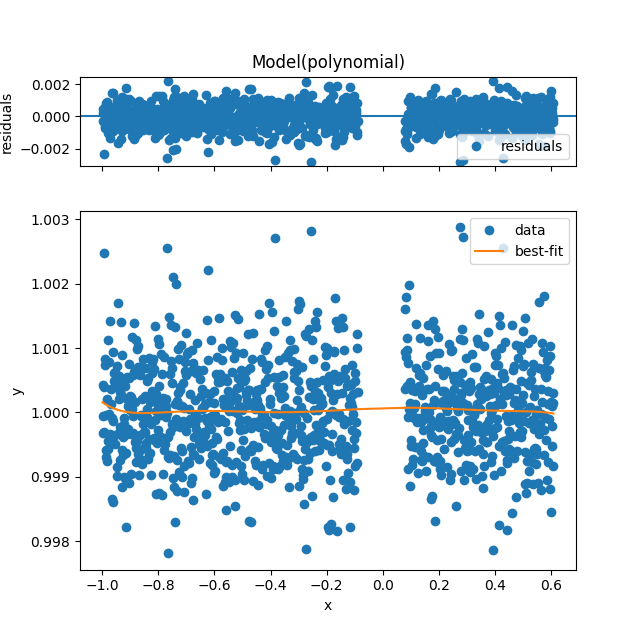 Model(polynomial)
residuals
0.002
0.000
−0.002
residuals
y
1.003
1.002
1.001
1.000
0.999
0.998
data
best-fit
−1.0 −0.8 −0.6 −0.4 −0.2 0.0 0.2 0.4 0.6
x